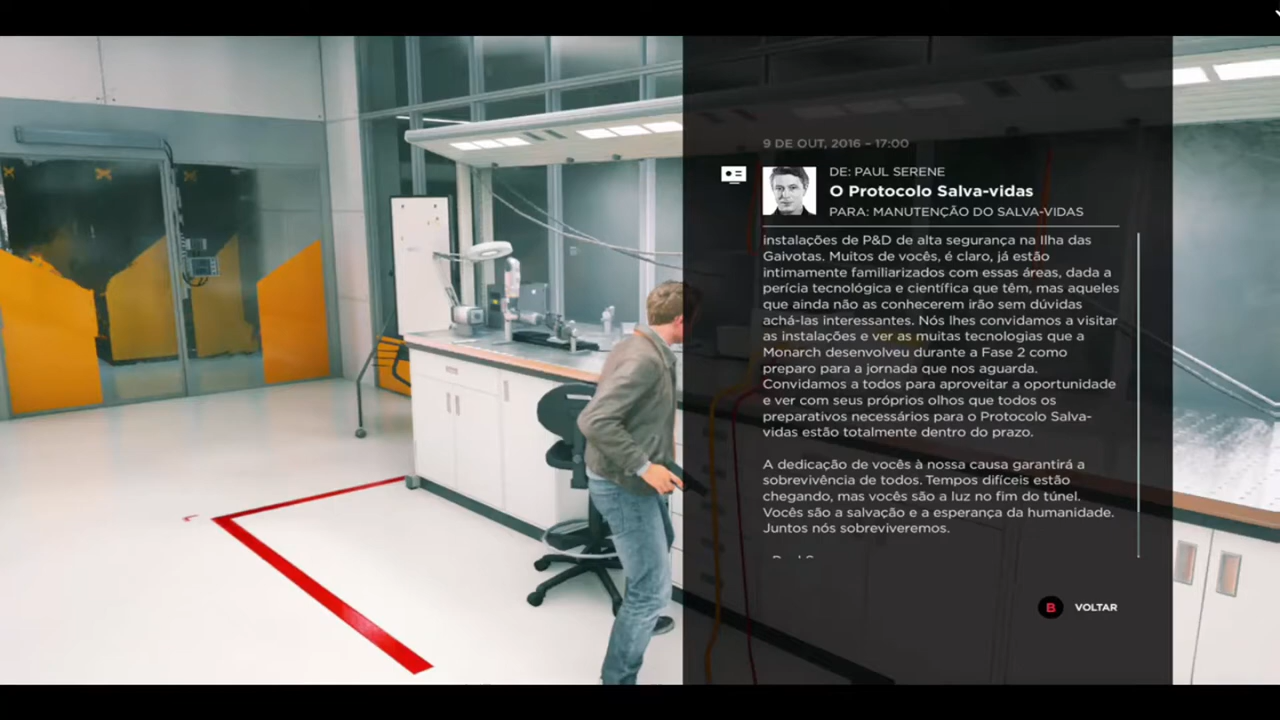 9 DE OUT, 2016 – 17:00
DE: PAUL SERENE
O Protocolo Salva-vidas
PARA: MANUTENÇÃO DO SALVA-VIDAS
instalações de P&D de alta segurança na Ilha das
Gaivotas. Muitos de vocês, é claro, já estão
intimamente familiarizados com essas áreas, dada a
perícia tecnológica e científica que têm, mas aqueles
que ainda não as conhecerem irão sem dúvidas
achá-las interessantes. Nós lhes convidamos a visitar
as instalações e ver as muitas tecnologias que a
Monarch desenvolveu durante a Fase 2 como
preparo para a jornada que nos aguarda.
Convidamos a todos para aproveitar a oportunidade
e ver com seus próprios olhos que todos os
preparativos necessários para o Protocolo Salva-
vidas estão totalmente dentro do prazo.
A dedicação de vocês à nossa causa garantirá a
sobrevivência de todos. Tempos difíceis estão
chegando, mas vocês são a luz no fim do túnel.
Vocês são a salvação e a esperança da humanidade.
Juntos nós sobreviveremos.
B VOLTAR